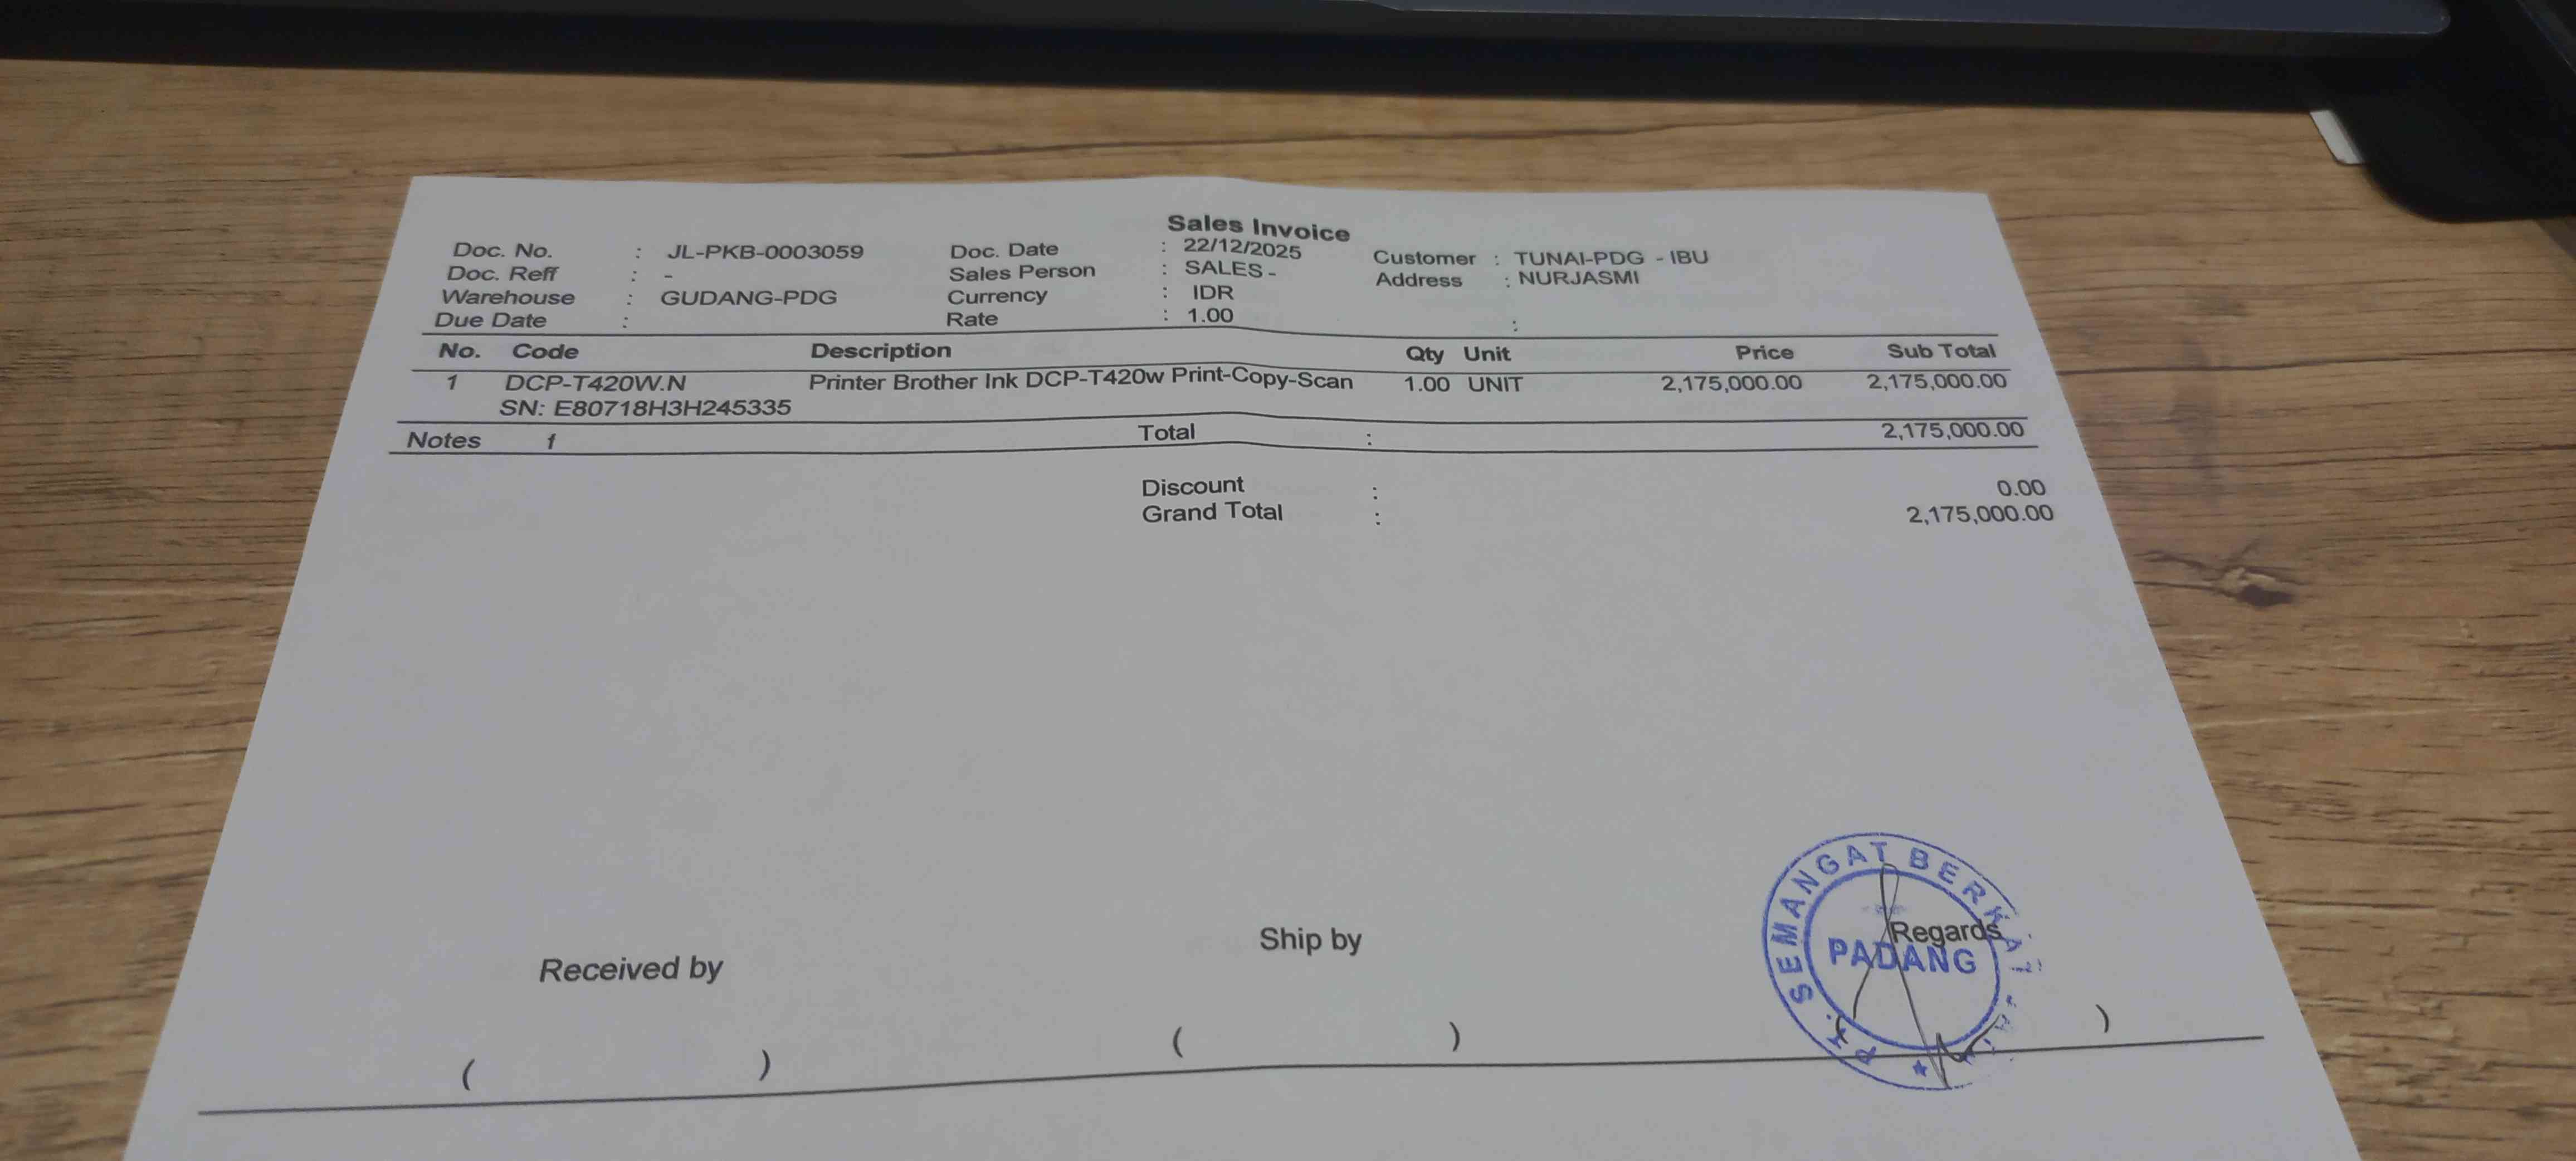 Sales Invoice
Doc. No. : JL-PKB-0003059 Doc. Date : 22/12/2025 Customer : TUNAI-PDG - IBU
Doc. Reff : - Sales Person : SALES - Address : NURJASMI
Warehouse : GUDANG-PDG Currency : IDR
Due Date : Rate : 1.00 :
No. Code Description Qty Unit Price Sub Total
1 DCP-T420W.N Printer Brother Ink DCP-T420w Print-Copy-Scan 1.00 UNIT 2,175,000.00 2,175,000.00
SN: E80718H3H245335
Notes Total : 2,175,000.00
Discount : 0.00
Grand Total : 2,175,000.00
Received by Ship by Regards
( ) ( ) )
PT. SEMANGAT
PADANG